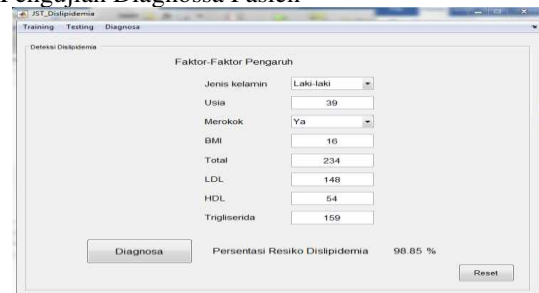 Pengujian Diagnossa Pasien
JST_Dislipidemia
Training Testing Diagnosa
Deteksi Dislipidemia
Faktor-Faktor Pengaruh
Jenis kelamin Laki-laki
Usia 39
Merokok Ya
BMI 16
Total 234
LDL 148
HDL 54
Trigliserida 159
Diagnosa Persentasi Resiko Dislipidemia 98.85 %
Reset